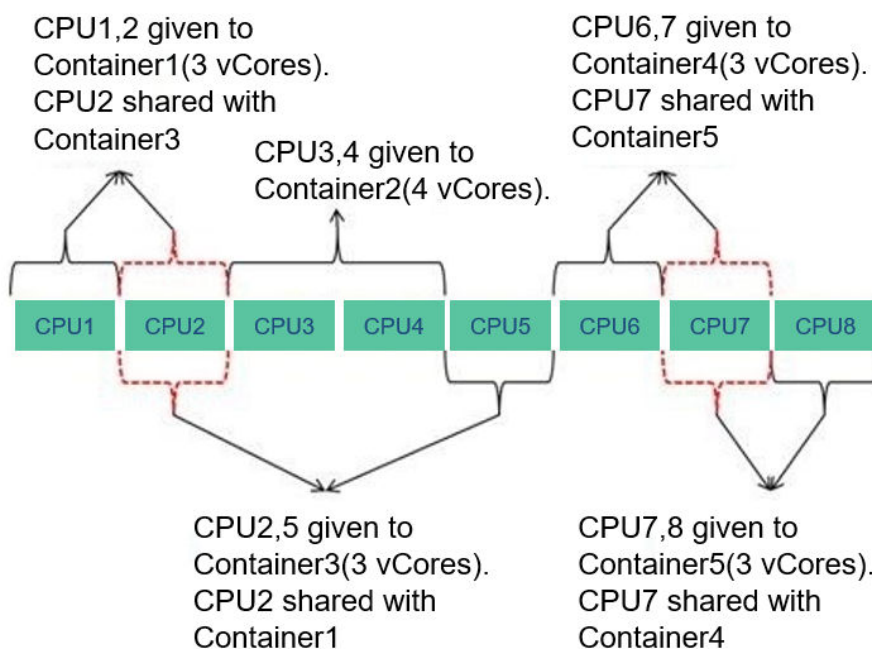 CPU1,2 given to
Container1(3 vCores).
CPU2 shared with
Container3
CPU3,4 given to
Container2(4 vCores).
CPU6,7 given to
Container4(3 vCores).
CPU7 shared with
Container5
CPU1 CPU2 CPU3 CPU4 CPU5 CPU6 CPU7 CPU8
CPU2,5 given to
Container3(3 vCores).
CPU2 shared with
Container1
CPU7,8 given to
Container5(3 vCores).
CPU7 shared with
Container4